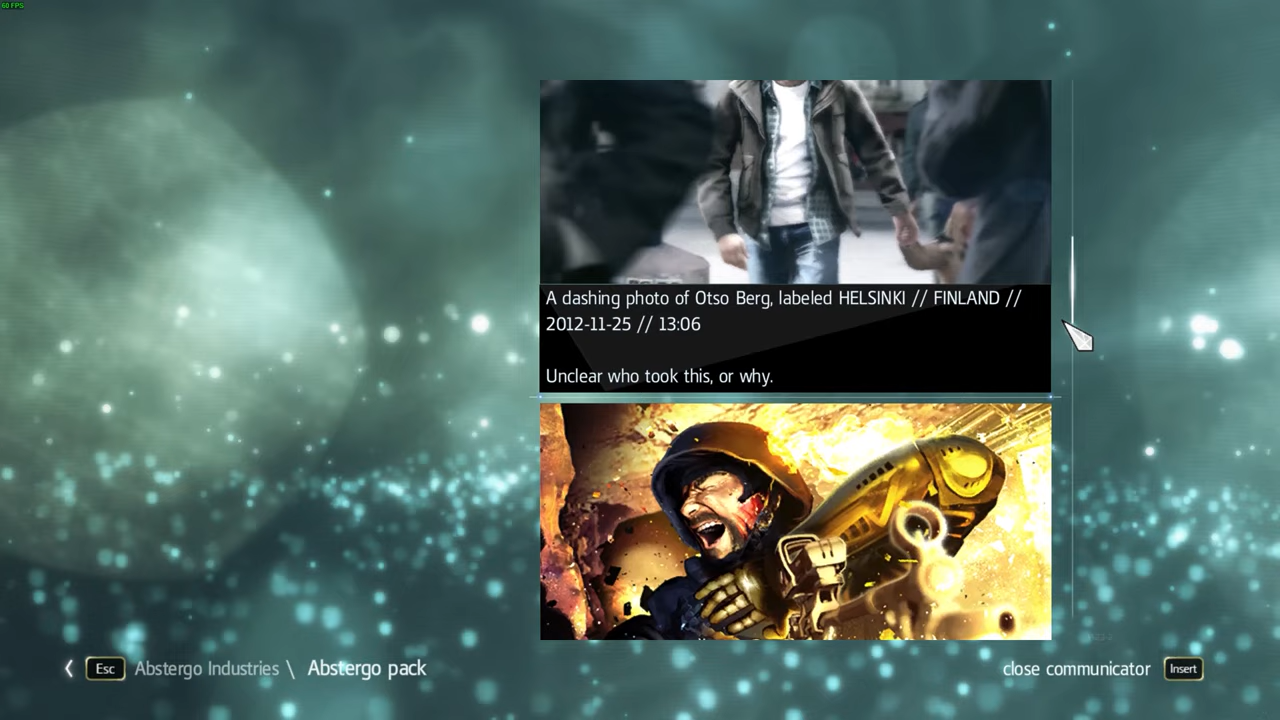 60 FPS
A dashing photo of Otso Berg, labeled HELSINKI // FINLAND //
2012-11-25 // 13:06
Unclear who took this, or why.
Esc Abstergo Industries \ Abstergo pack
close communicator Insert